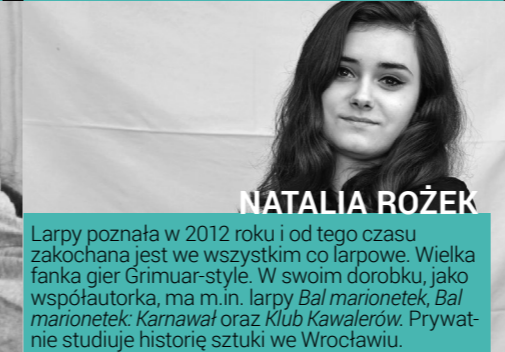 NATALIA ROŻEK
Larpy poznała w 2012 roku i od tego czasu
zakochana jest we wszystkim co larpowe. Wielka
fanka gier Grimuar-style. W swoim dorobku, jako
współautorka, ma m.in. larpy Bal marionetek, Bal
marionetek: Karnawał oraz Klub Kawalerów. Prywat-
nie studiuje historię sztuki we Wrocławiu.